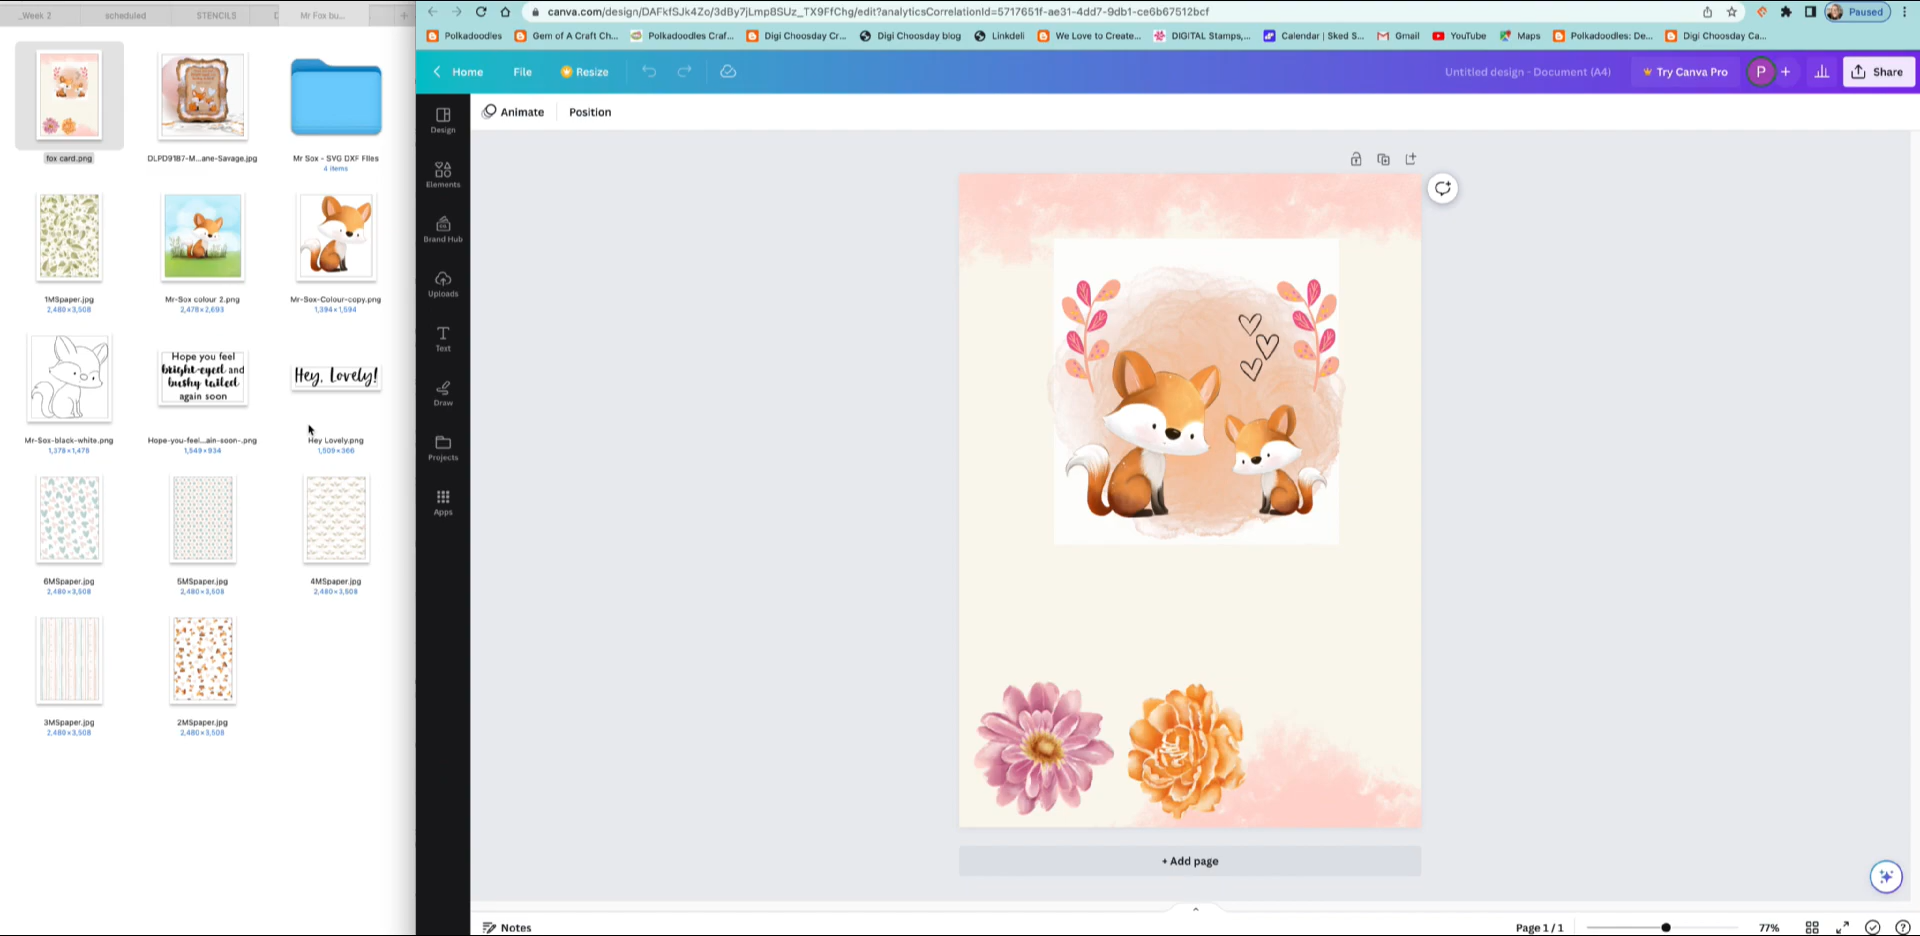 _Week 2
scheduled
STENCILS
Mr Fox bu...
fox card.png
DLPD9187-M...ane-Savage.jpg
Mr Sox - SVG DXF Files
4 items
1MSpaper.jpg
2,480×3,508
Mr-Sox colour 2.png
2,478×2,693
Mr-Sox-Colour-copy.png
1,394×1,594
Hope you feel
bright-eyed and
bushy tailed
again soon
Hey, Lovely!
Mr-Sox-black-white.png
1,378×1,476
Hope-you-feel...ain-soon-.png
1,549×934
Hey Lovely.png
1,509×366
6MSpaper.jpg
2,480×3,508
5MSpaper.jpg
2,480×3,508
4MSpaper.jpg
2,480×3,508
3MSpaper.jpg
2,480×3,508
2MSpaper.jpg
2,480×3,508
canva.com/design/DAFkfSJk4Zo/3dBy7jLmp8SUz_TX9FfChg/edit?analyticsCorrelationId=5717651f-ae31-4dd7-9db1-ce6b67512bcf
Paused
Polkadoodles
Gem of A Craft Ch...
Polkadoodles Craf...
Digi Choosday Cr...
Digi Choosday blog
Linkdeli
We Love to Create...
DIGITAL Stamps,...
Calendar | Sked S...
Gmail
YouTube
Maps
Polkadoodles: De...
Digi Choosday Ca...
Home
File
Resize
Untitled design - Document (A4)
Try Canva Pro
P
Share
Animate
Position
Design
Elements
Brand Hub
Uploads
Text
Draw
Projects
Apps
+ Add page
Notes
Page 1 / 1
77%